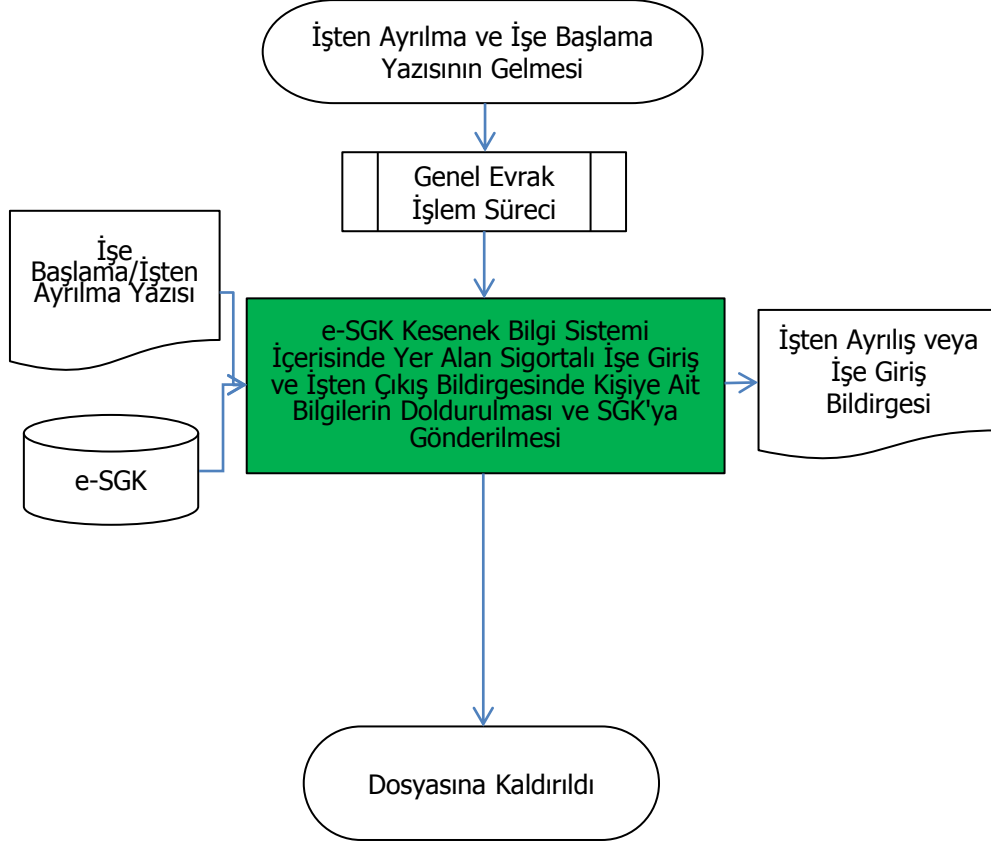 İşten Ayrılma ve İşe Başlama
Yazısının Gelmesi
Genel Evrak
İşlem Süreci
İşe
Başlama/İşten
Ayrılma Yazısı
e-SGK Kesenek Bilgi Sistemi
İçerisinde Yer Alan Sigortalı İşe Giriş
ve İşten Çıkış Bildirgesinde Kişiye Ait
Bilgilerin Doldurulması ve SGK'ya
Gönderilmesi
İşten Ayrılış veya
İşe Giriş
Bildirgesi
e-SGK
Dosyasına Kaldırıldı